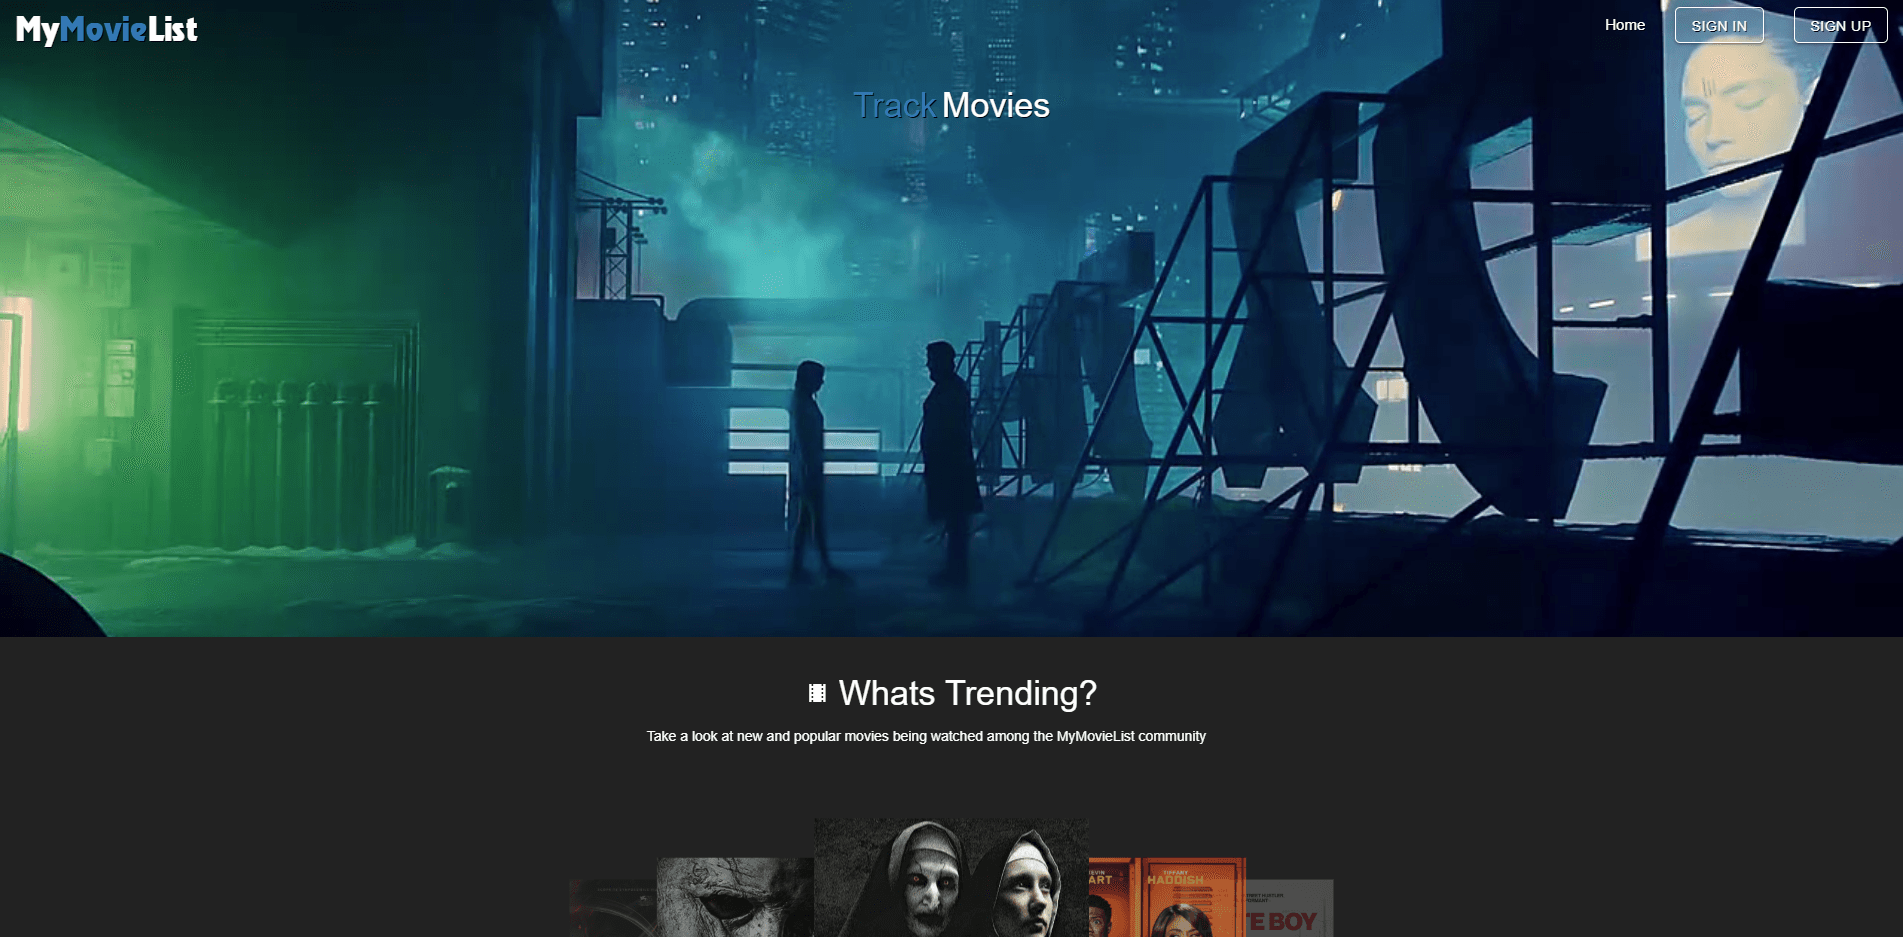 MyMovieList
Home
SIGN IN
SIGN UP
Track Movies
Whats Trending?
Take a look at new and popular movies being watched among the MyMovieList community
ART
TIFFANY
HADDISH
E BOY